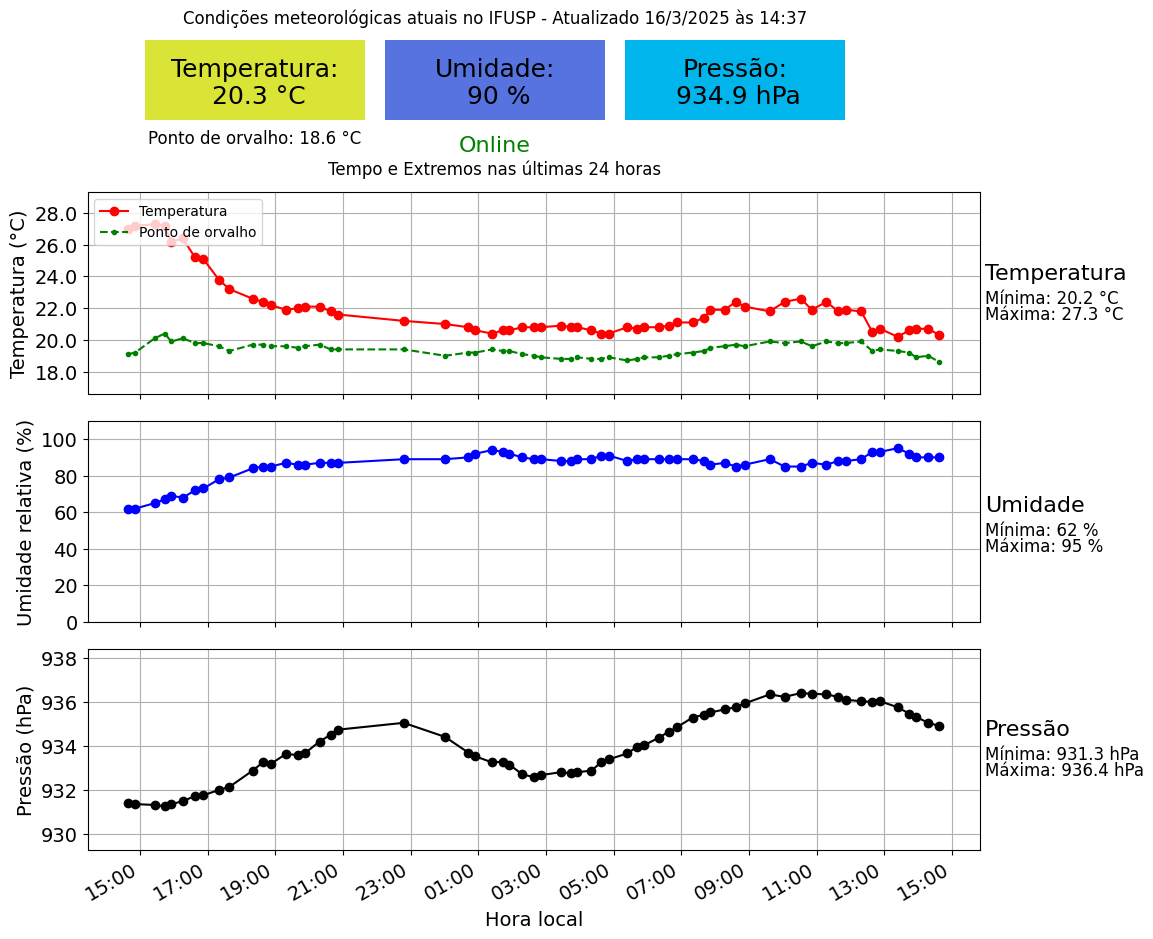 Condições meteorológicas atuais no IFUSP - Atualizado 16/3/2025 às 14:37
Temperatura:
20.3 °C
Umidade:
90 %
Pressão:
934.9 hPa
Ponto de orvalho: 18.6 °C
Online
Tempo e Extremos nas últimas 24 horas
Temperatura (°C)
28.0
26.0
24.0
22.0
20.0
18.0
Temperatura
Ponto de orvalho
Temperatura
Mínima: 20.2 °C
Máxima: 27.3 °C
Umidade relativa (%)
100
80
60
40
20
0
Umidade
Mínima: 62 %
Máxima: 95 %
Pressão (hPa)
938
936
934
932
930
Pressão
Mínima: 931.3 hPa
Máxima: 936.4 hPa
15:00 17:00 19:00 21:00 23:00 01:00 03:00 05:00 07:00 09:00 11:00 13:00 15:00
Hora local